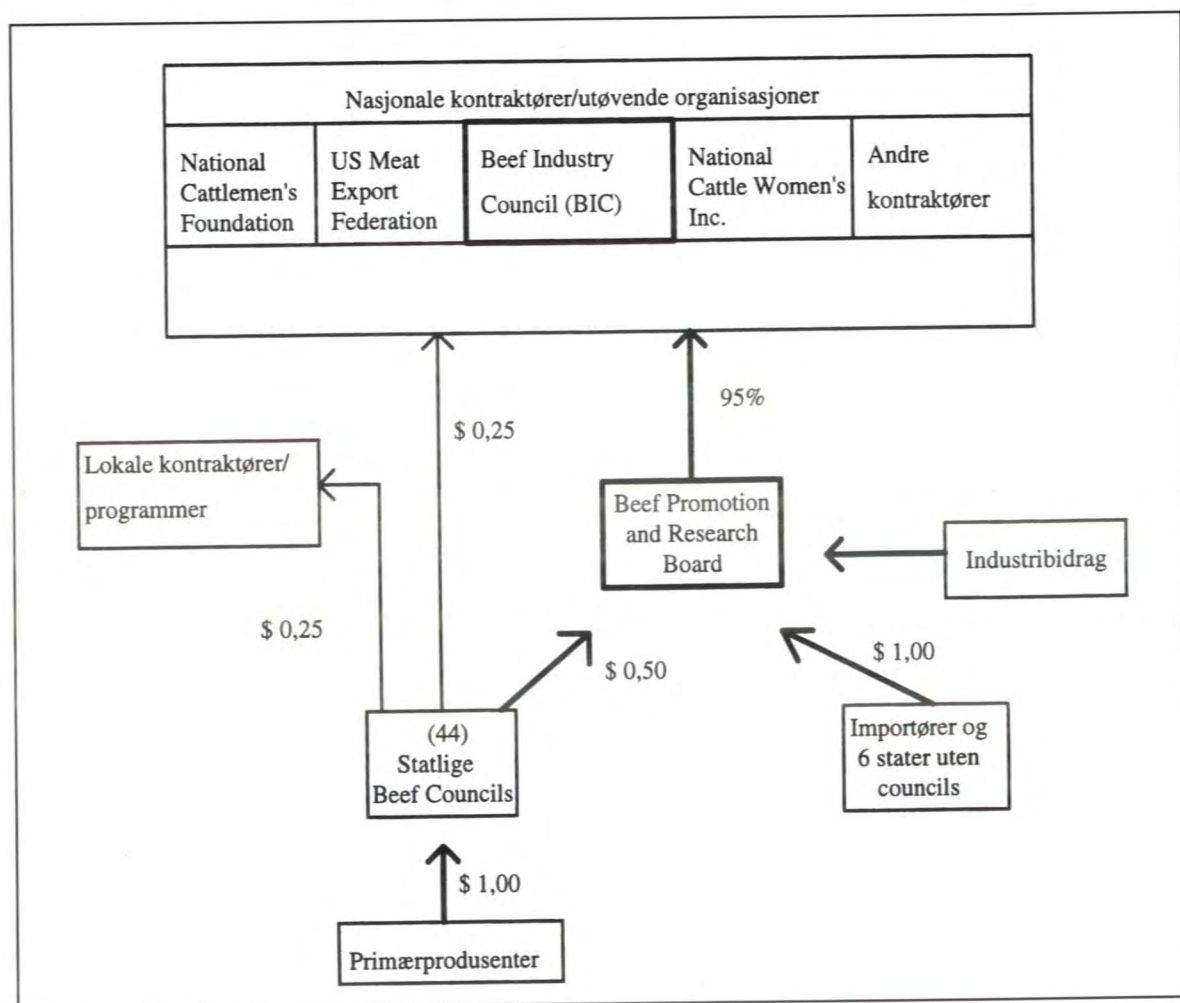 Nasjonale kontraktører/utøvende organisasjoner
National
Cattlemen's
Foundation
US Meat
Export
Federation
Beef Industry
Council (BIC)
National
Cattle Women's
Inc.
Andre
kontraktører
95%
$ 0,25
Lokale kontraktører/
programmer
Beef Promotion
and Research
Board
Industribidrag
$ 0,25
$ 0,50
$ 1,00
(44)
Statlige
Beef Councils
Importører og
6 stater uten
councils
$ 1,00
Primærprodusenter